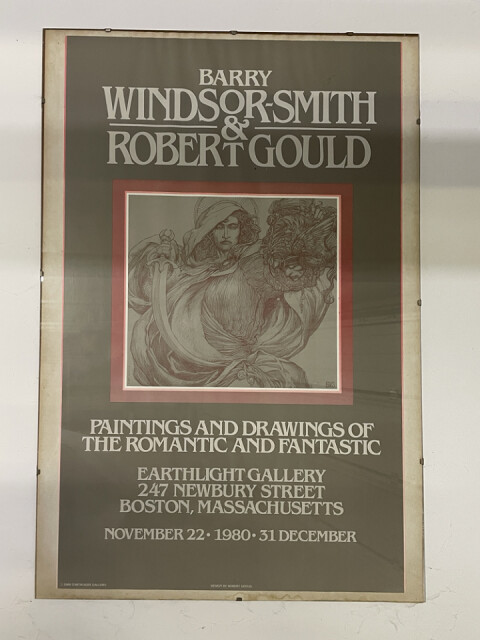 BARRY
WINDSOR-SMITH
&
ROBERT GOULD
PAINTINGS AND DRAWINGS OF
THE ROMANTIC AND FANTASTIC
EARTHLIGHT GALLERY
247 NEWBURY STREET
BOSTON, MASSACHUSETTS
NOVEMBER 22 • 1980 • 31 DECEMBER